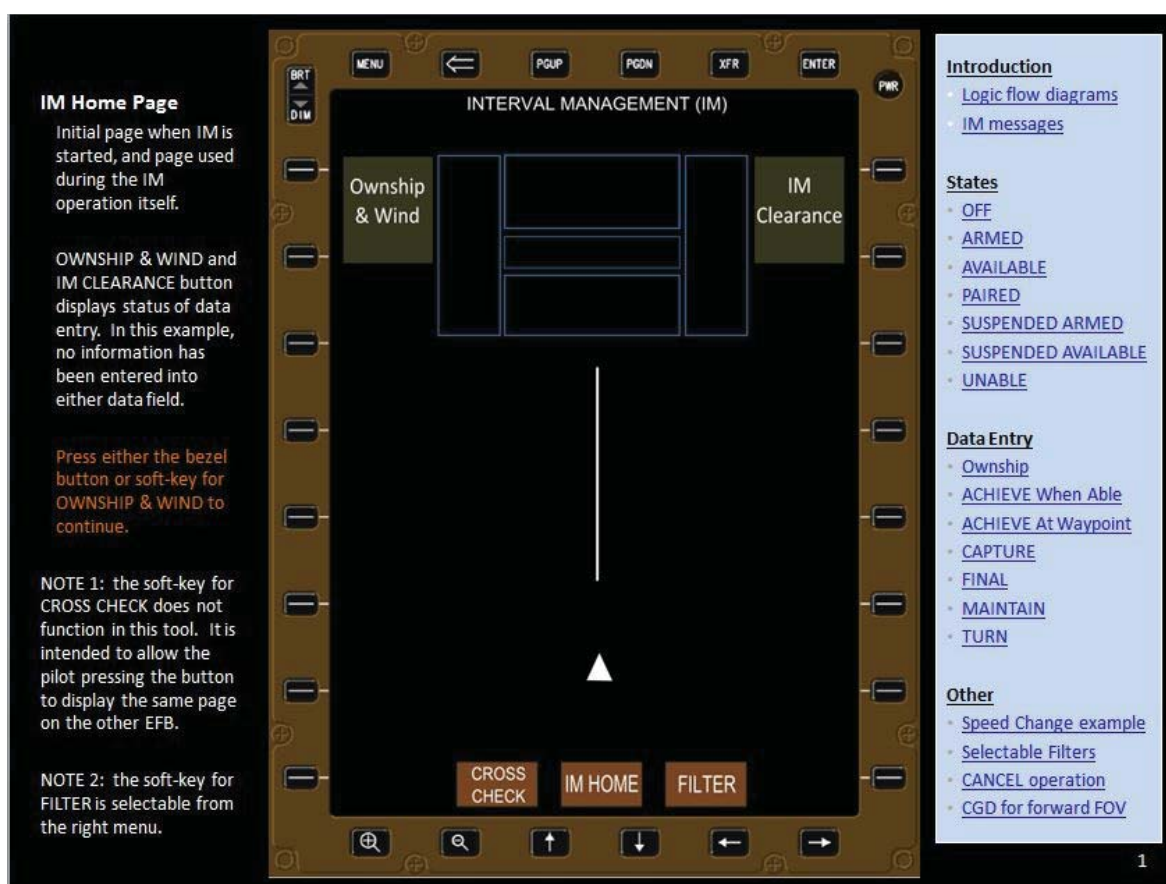 IM Home Page
Initial page when IM is
started, and page used
during the IM
operation itself.
OWNSHIP & WIND and
IM CLEARANCE button
displays status of data
entry. In this example,
no information has
been entered into
either data field.
Press either the bezel
button or soft-key for
OWNSHIP & WIND to
continue.
NOTE 1: the soft-key for
CROSS CHECK does not
function in this tool. It is
intended to allow the
pilot pressing the button
to display the same page
on the other EFB.
NOTE 2: the soft-key for
FILTER is selectable from
the right menu.
BRT
DIM
MENU
PGUP
PGDN
XFR
ENTER
PWR
INTERVAL MANAGEMENT (IM)
Ownship
& Wind
IM
Clearance
CROSS
CHECK
IM HOME
FILTER
Introduction
Logic flow diagrams
IM messages
States
OFF
ARMED
AVAILABLE
PAIRED
SUSPENDED ARMED
SUSPENDED AVAILABLE
UNABLE
Data Entry
Ownship
ACHIEVE When Able
ACHIEVE At Waypoint
CAPTURE
FINAL
MAINTAIN
TURN
Other
Speed Change example
Selectable Filters
CANCEL operation
CGD for forward FOV
1